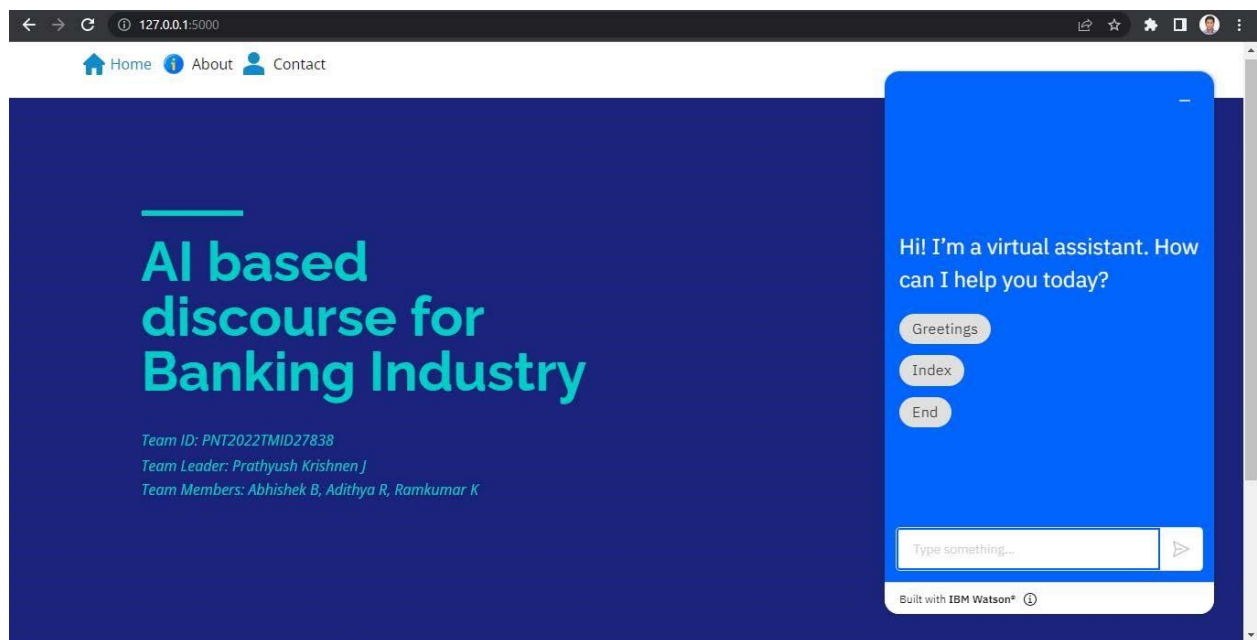 127.0.0.1:5000
Home About Contact
AI based
discourse for
Banking Industry
Team ID: PNT2022TMID27838
Team Leader: Prathyush Krishnen J
Team Members: Abhishek B, Adithya R, Ramkumar K
Hi! I'm a virtual assistant. How
can I help you today?
Greetings
Index
End
Type something...
Built with IBM Watson®